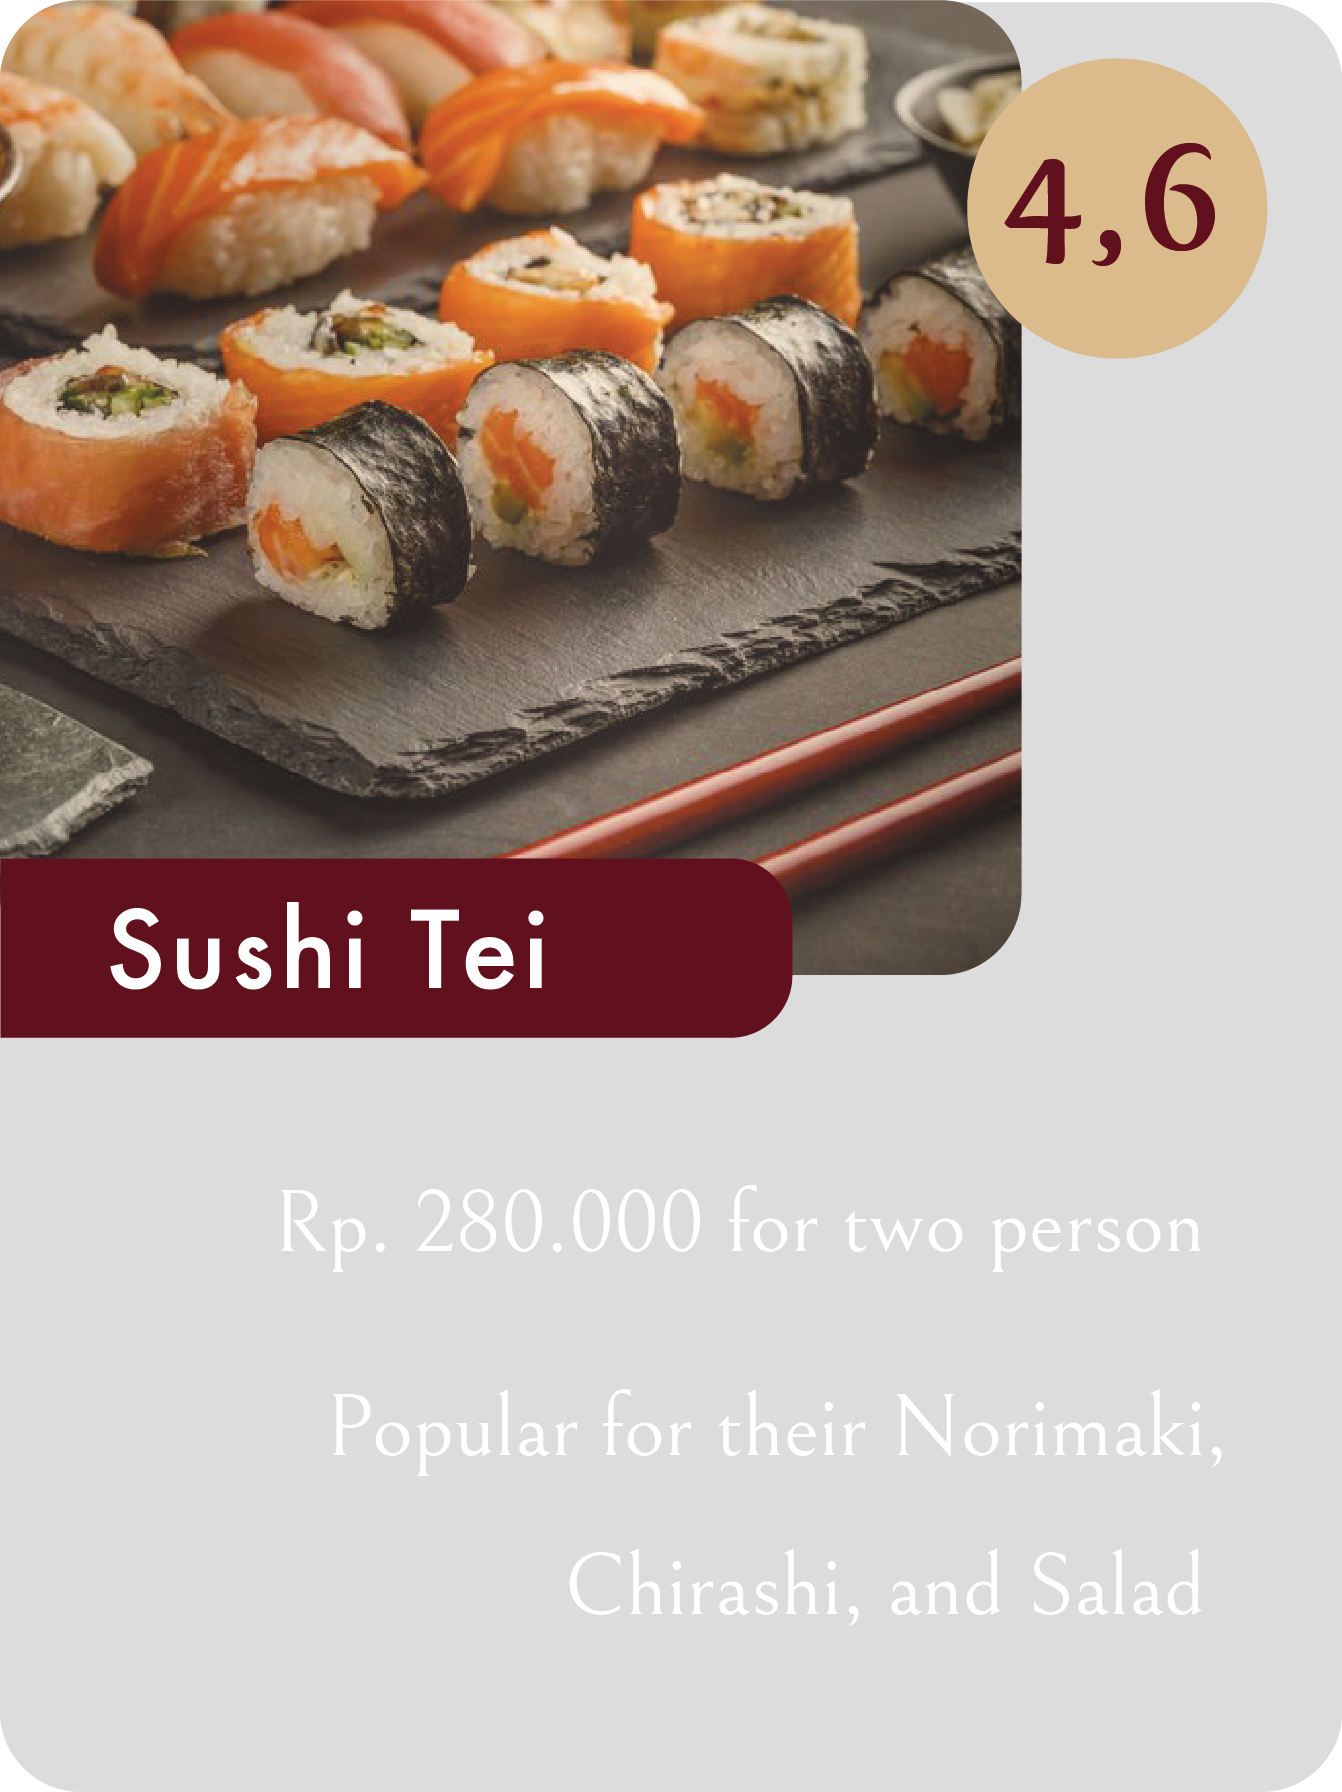 4,6
Sushi Tei
Rp. 280.000 for two person
Popular for their Norimaki,
Chirashi, and Salad